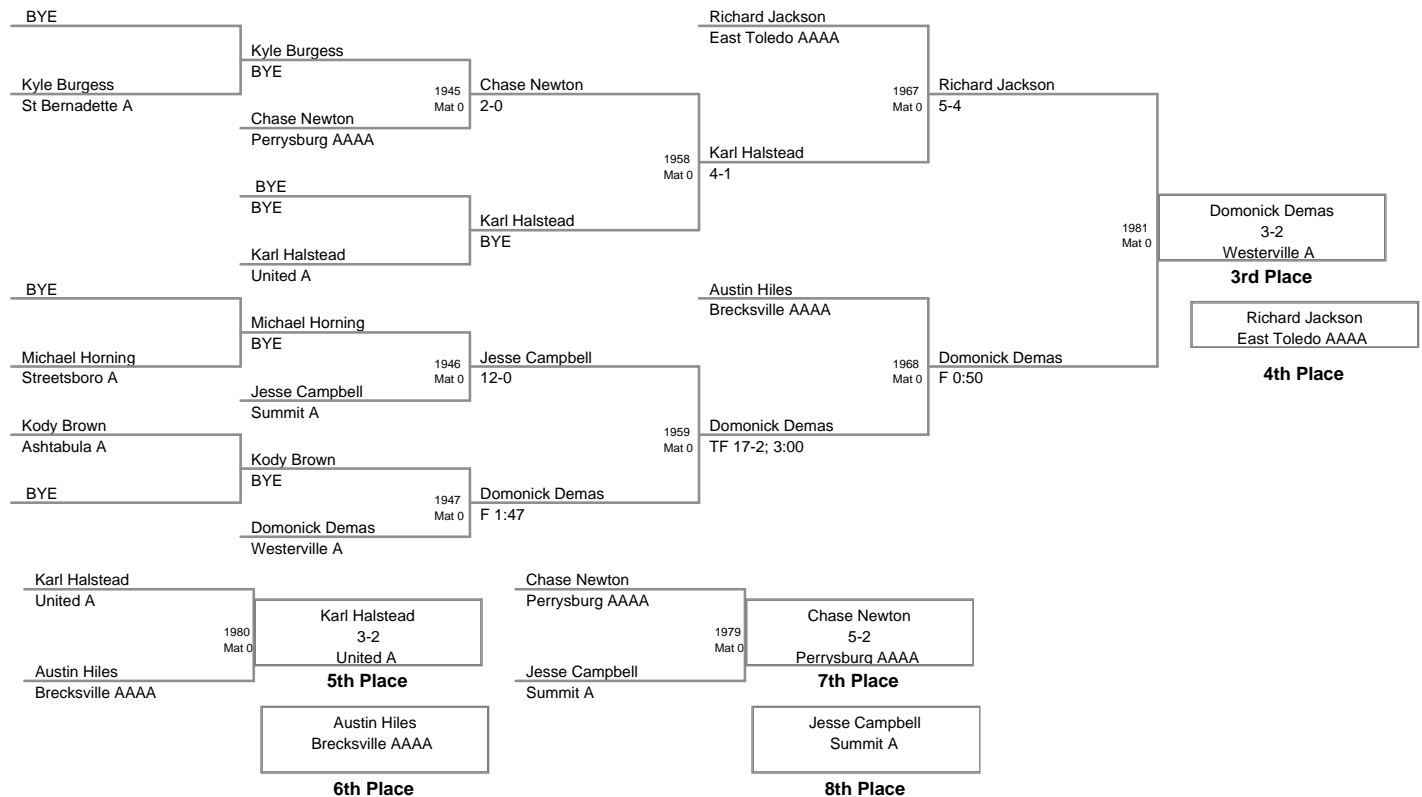 BYE
Kyle Burgess
St Bernadette A
Kyle Burgess
BYE
Chase Newton
Perrysburg AAAA
1945
Mat 0
Chase Newton
2-0
BYE
BYE
Karl Halstead
United A
Karl Halstead
BYE
1958
Mat 0
Richard Jackson
East Toledo AAAA
Karl Halstead
4-1
1967
Mat 0
Richard Jackson
5-4
BYE
Michael Horning
Streetsboro A
Michael Horning
BYE
Jesse Campbell
Summit A
1946
Mat 0
Jesse Campbell
12-0
Kody Brown
Ashtabula A
BYE
Kody Brown
BYE
Domonick Demas
Westerville A
1947
Mat 0
Domonick Demas
F 1:47
1959
Mat 0
Austin Hiles
Brecksville AAAA
Domonick Demas
TF 17-2; 3:00
1968
Mat 0
Domonick Demas
F 0:50
1981
Mat 0
Domonick Demas
3-2
Westerville A
3rd Place
Richard Jackson
East Toledo AAAA
4th Place
Karl Halstead
United A
Austin Hiles
Brecksville AAAA
1980
Mat 0
Karl Halstead
3-2
United A
5th Place
Austin Hiles
Brecksville AAAA
6th Place
Chase Newton
Perrysburg AAAA
Jesse Campbell
Summit A
1979
Mat 0
Chase Newton
5-2
Perrysburg AAAA
7th Place
Jesse Campbell
Summit A
8th Place